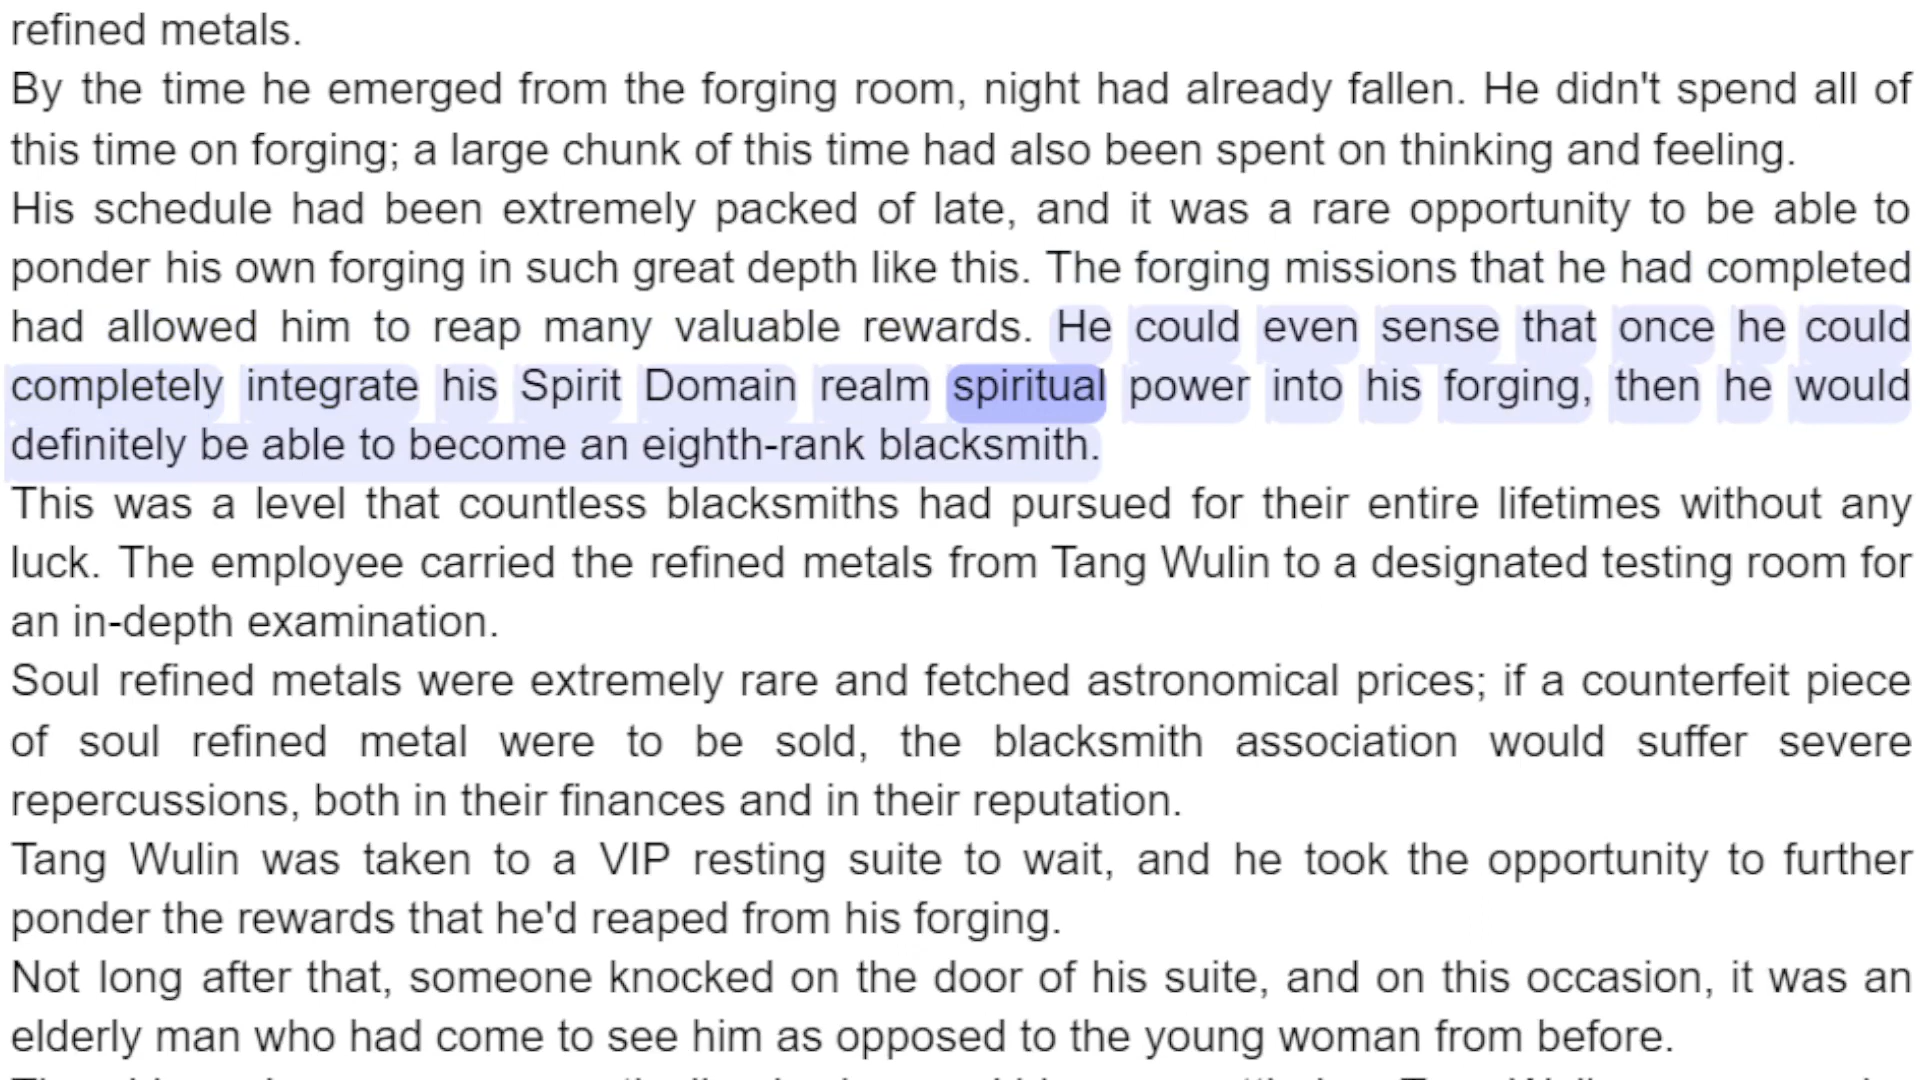 refined metals.
By the time he emerged from the forging room, night had already fallen. He didn't spend all of
this time on forging; a large chunk of this time had also been spent on thinking and feeling.
His schedule had been extremely packed of late, and it was a rare opportunity to be able to
ponder his own forging in such great depth like this. The forging missions that he had completed
had allowed him to reap many valuable rewards. He could even sense that once he could
completely integrate his Spirit Domain realm spiritual power into his forging, then he would
definitely be able to become an eighth-rank blacksmith.
This was a level that countless blacksmiths had pursued for their entire lifetimes without any
luck. The employee carried the refined metals from Tang Wulin to a designated testing room for
an in-depth examination.
Soul refined metals were extremely rare and fetched astronomical prices; if a counterfeit piece
of soul refined metal were to be sold, the blacksmith association would suffer severe
repercussions, both in their finances and in their reputation.
Tang Wulin was taken to a VIP resting suite to wait, and he took the opportunity to further
ponder the rewards that he'd reaped from his forging.
Not long after that, someone knocked on the door of his suite, and on this occasion, it was an
elderly man who had come to see him as opposed to the young woman from before.